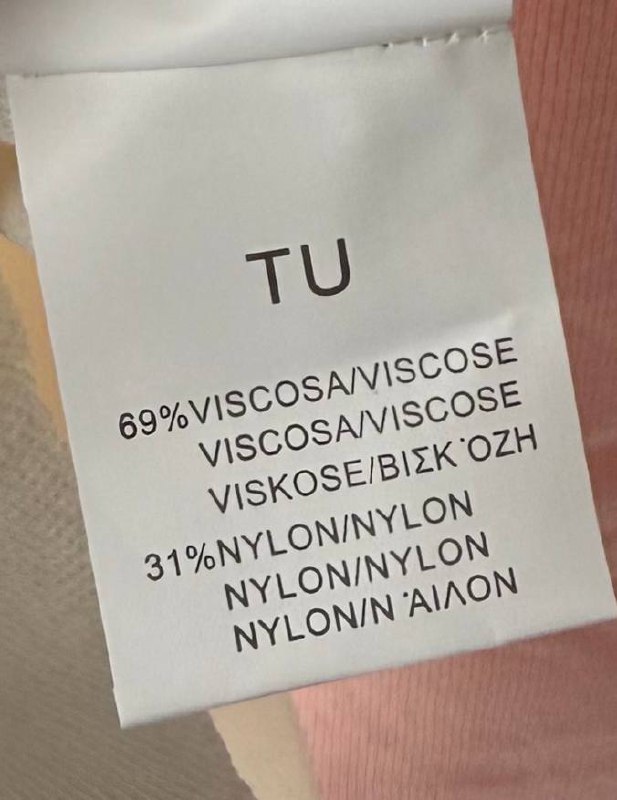 TU
69%VISCOSA/VISCOSE
VISCOSA/VISCOSE
VISKOSE/ΒΙΣΚ΄ΟΖΗ
31%NYLON/NYLON
NYLON/NYLON
NYLON/Ν΄ΑΙΛΟΝ